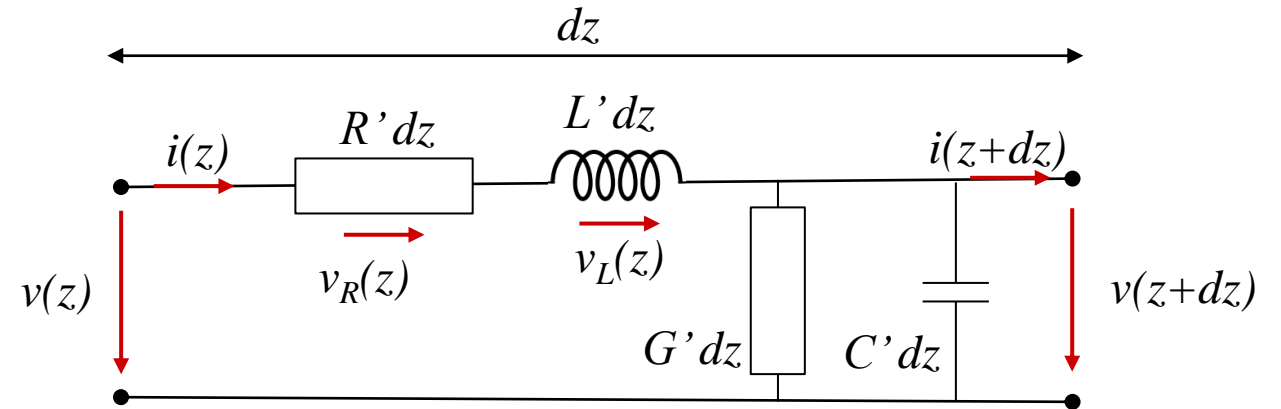 dz
R’dz
L’dz
i(z)
i(z+dz)
v_R(z)
v_L(z)
v(z)
v(z+dz)
G’dz
C’dz